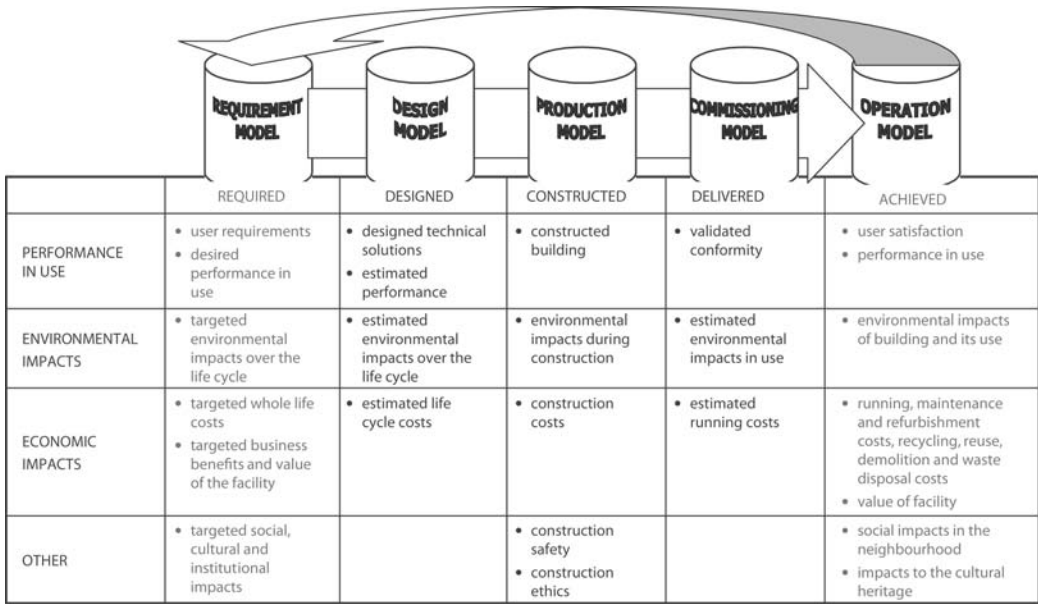 REQUIREMENT
MODEL
DESIGN
MODEL
PRODUCTION
MODEL
COMMISSIONING
MODEL
OPERATION
MODEL
REQUIRED
DESIGNED
CONSTRUCTED
DELIVERED
ACHIEVED
PERFORMANCE
IN USE
• user requirements
• desired
performance in
use
• designed technical
solutions
• estimated
performance
• constructed
building
• validated
conformity
• user satisfaction
• performance in use
ENVIRONMENTAL
IMPACTS
• targeted
environmental
impacts over the
life cycle
• estimated
environmental
impacts over the
life cycle
• environmental
impacts during
construction
• estimated
environmental
impacts in use
• environmental impacts
of building and its use
ECONOMIC
IMPACTS
• targeted whole life
costs
• targeted business
benefits and value
of the facility
• estimated life
cycle costs
• construction
costs
• estimated
running costs
• running, maintenance
and refurbishment
costs, recycling, reuse,
demolition and waste
disposal costs
• value of facility
OTHER
• targeted social,
cultural and
institutional
impacts
• construction
safety
• construction
ethics
• social impacts in the
neighbourhood
• impacts to the cultural
heritage